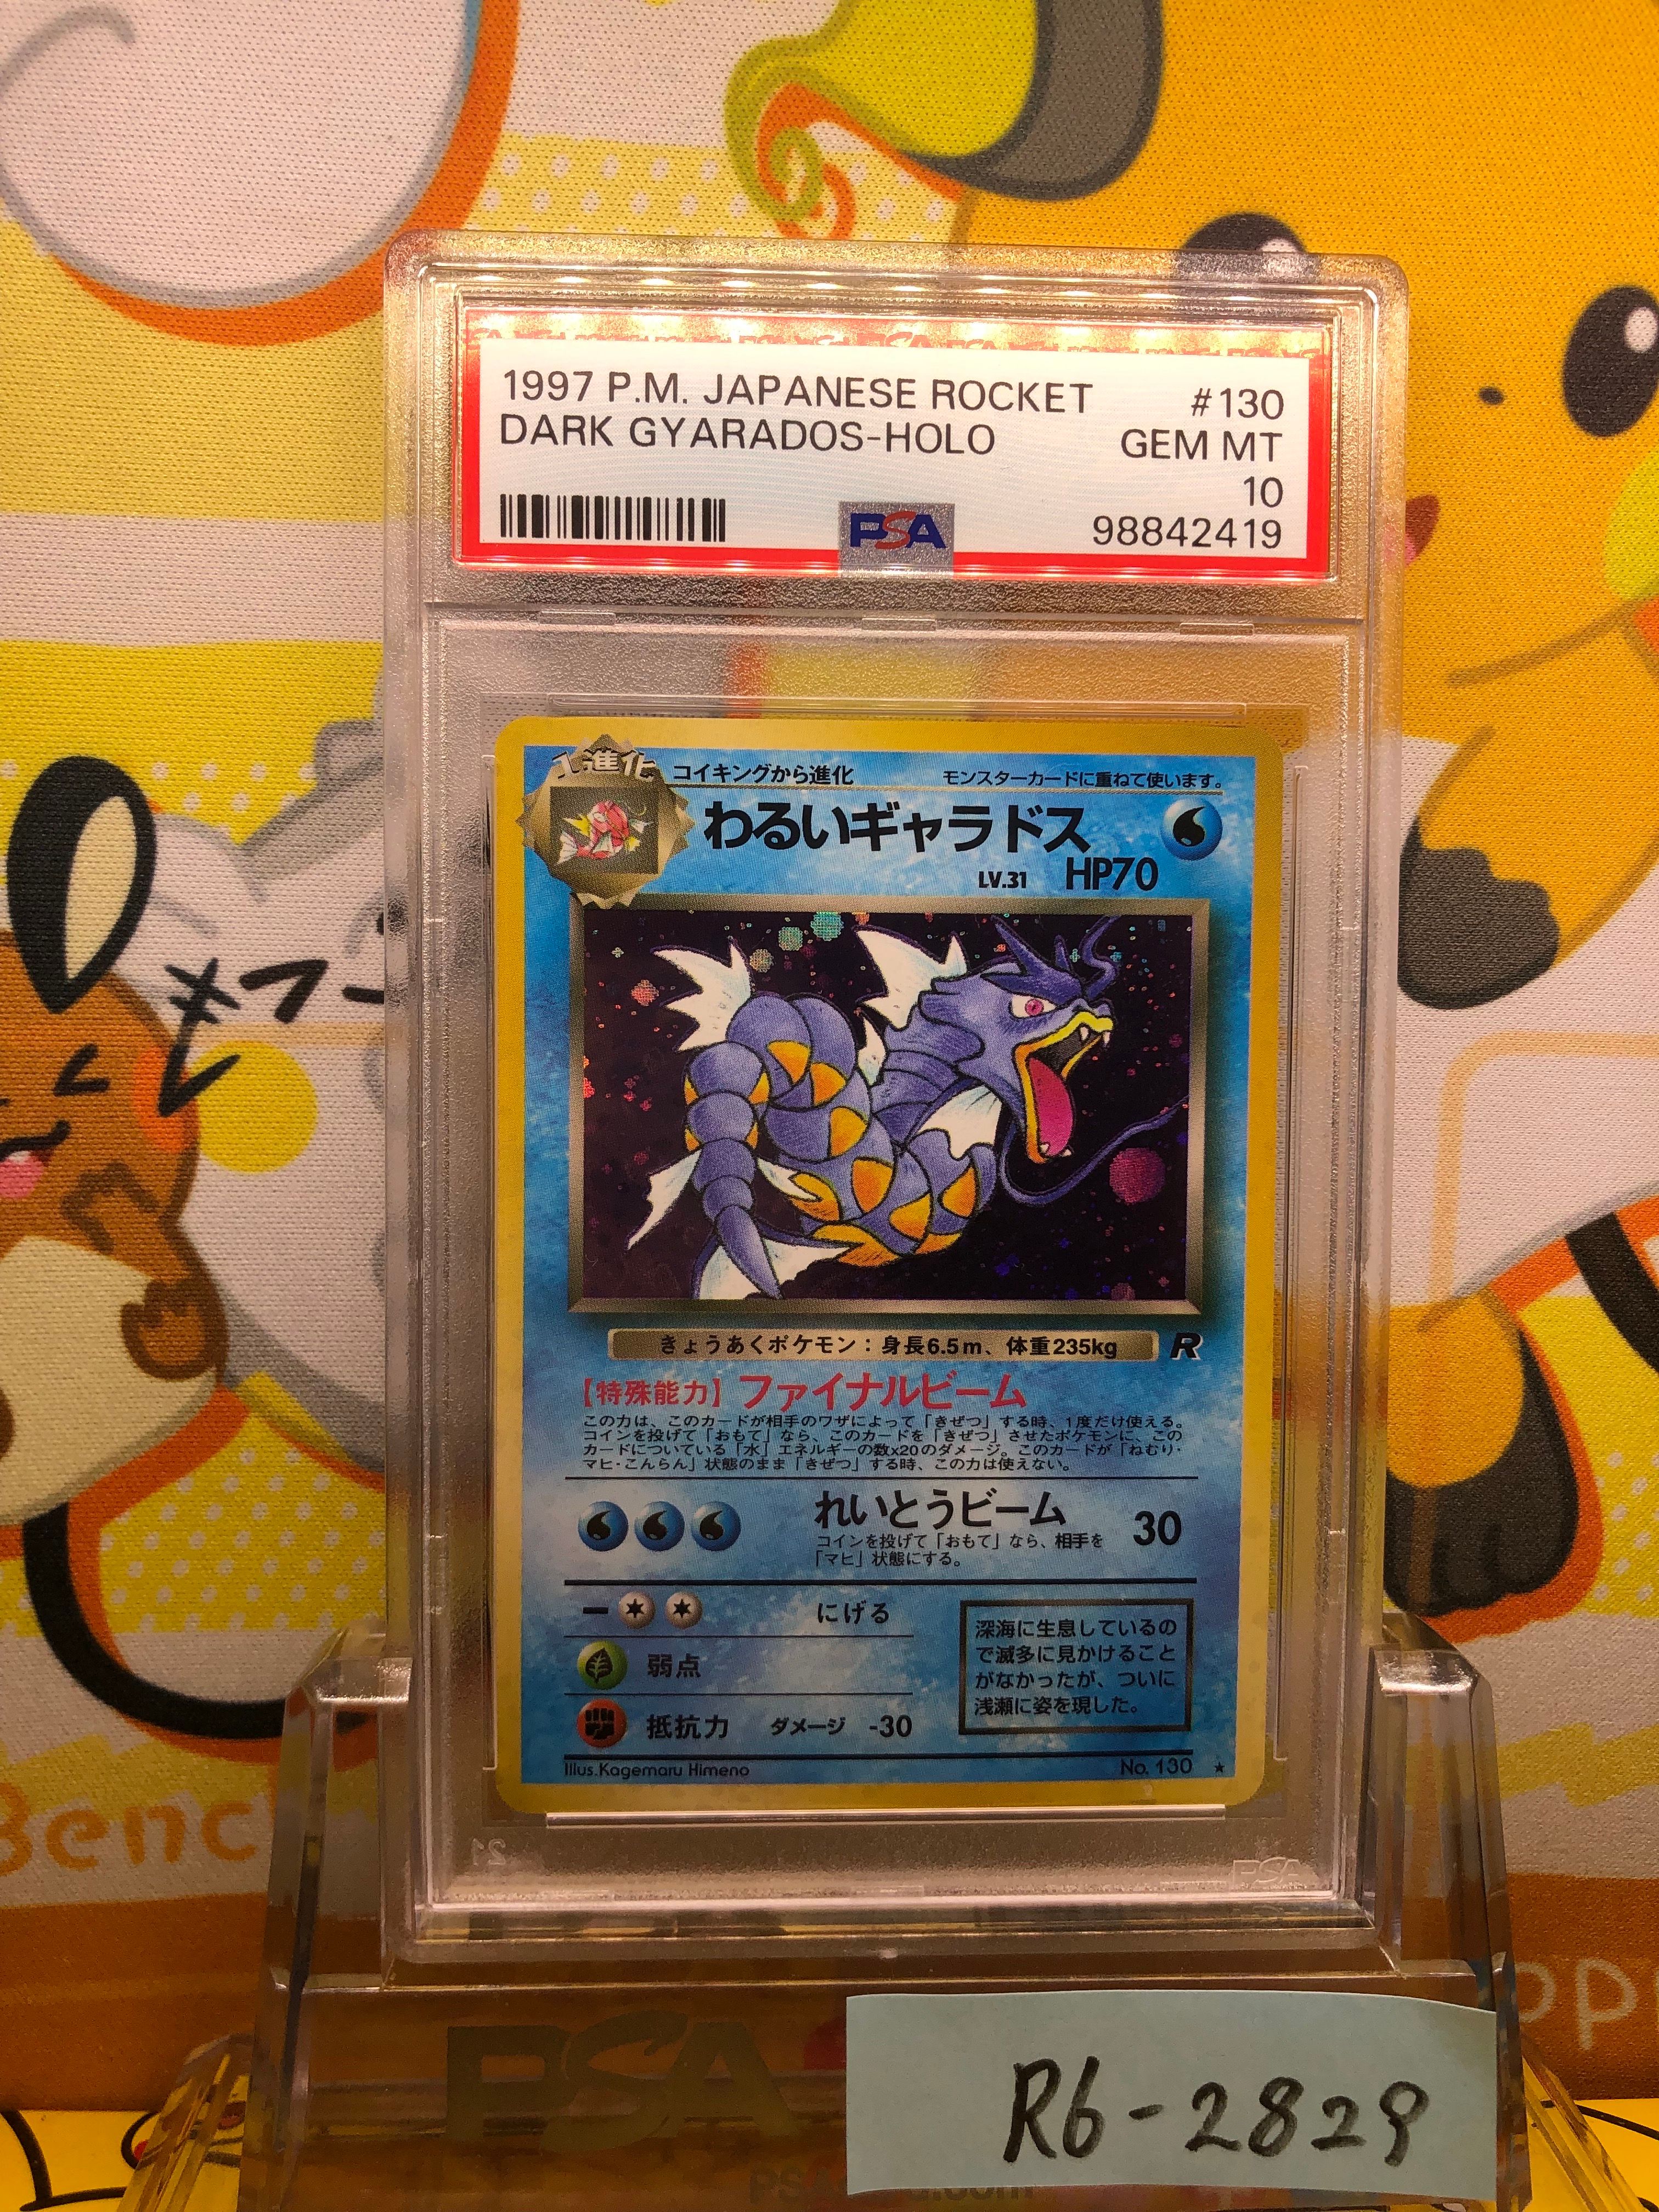 1997 P.M. JAPANESE ROCKET #130
DARK GYARADOS-HOLO GEM MT
10
PSA 98842419
1進化 コイキングから進化 モンスターカードに重ねて使います。
わるいギャラドス
LV.31 HP70
きょうあくポケモン：身長6.5m、体重235kg R
【特殊能力】ファイナルビーム
この力は、このカードが相手のワザによって「きぜつ」する時、1度だけ使える。
コインを投げて「おもて」なら、このカードを「きぜつ」させたポケモンに、この
カードについている「水」エネルギーの数x20のダメージ。このカードが「ねむり・
マヒ・こんらん」状態のまま「きぜつ」する時、この力は使えない。
れいとうビーム 30
コインを投げて「おもて」なら、相手を
「マヒ」状態にする。
にげる
弱点
抵抗力 ダメージ -30
深海に生息しているの
で滅多に見かけること
がなかったが、ついに
浅瀬に姿を現した。
Illus.Kagemaru Himeno No. 130 ★
21 PSA
Benc
pp
PSA
R6-2829